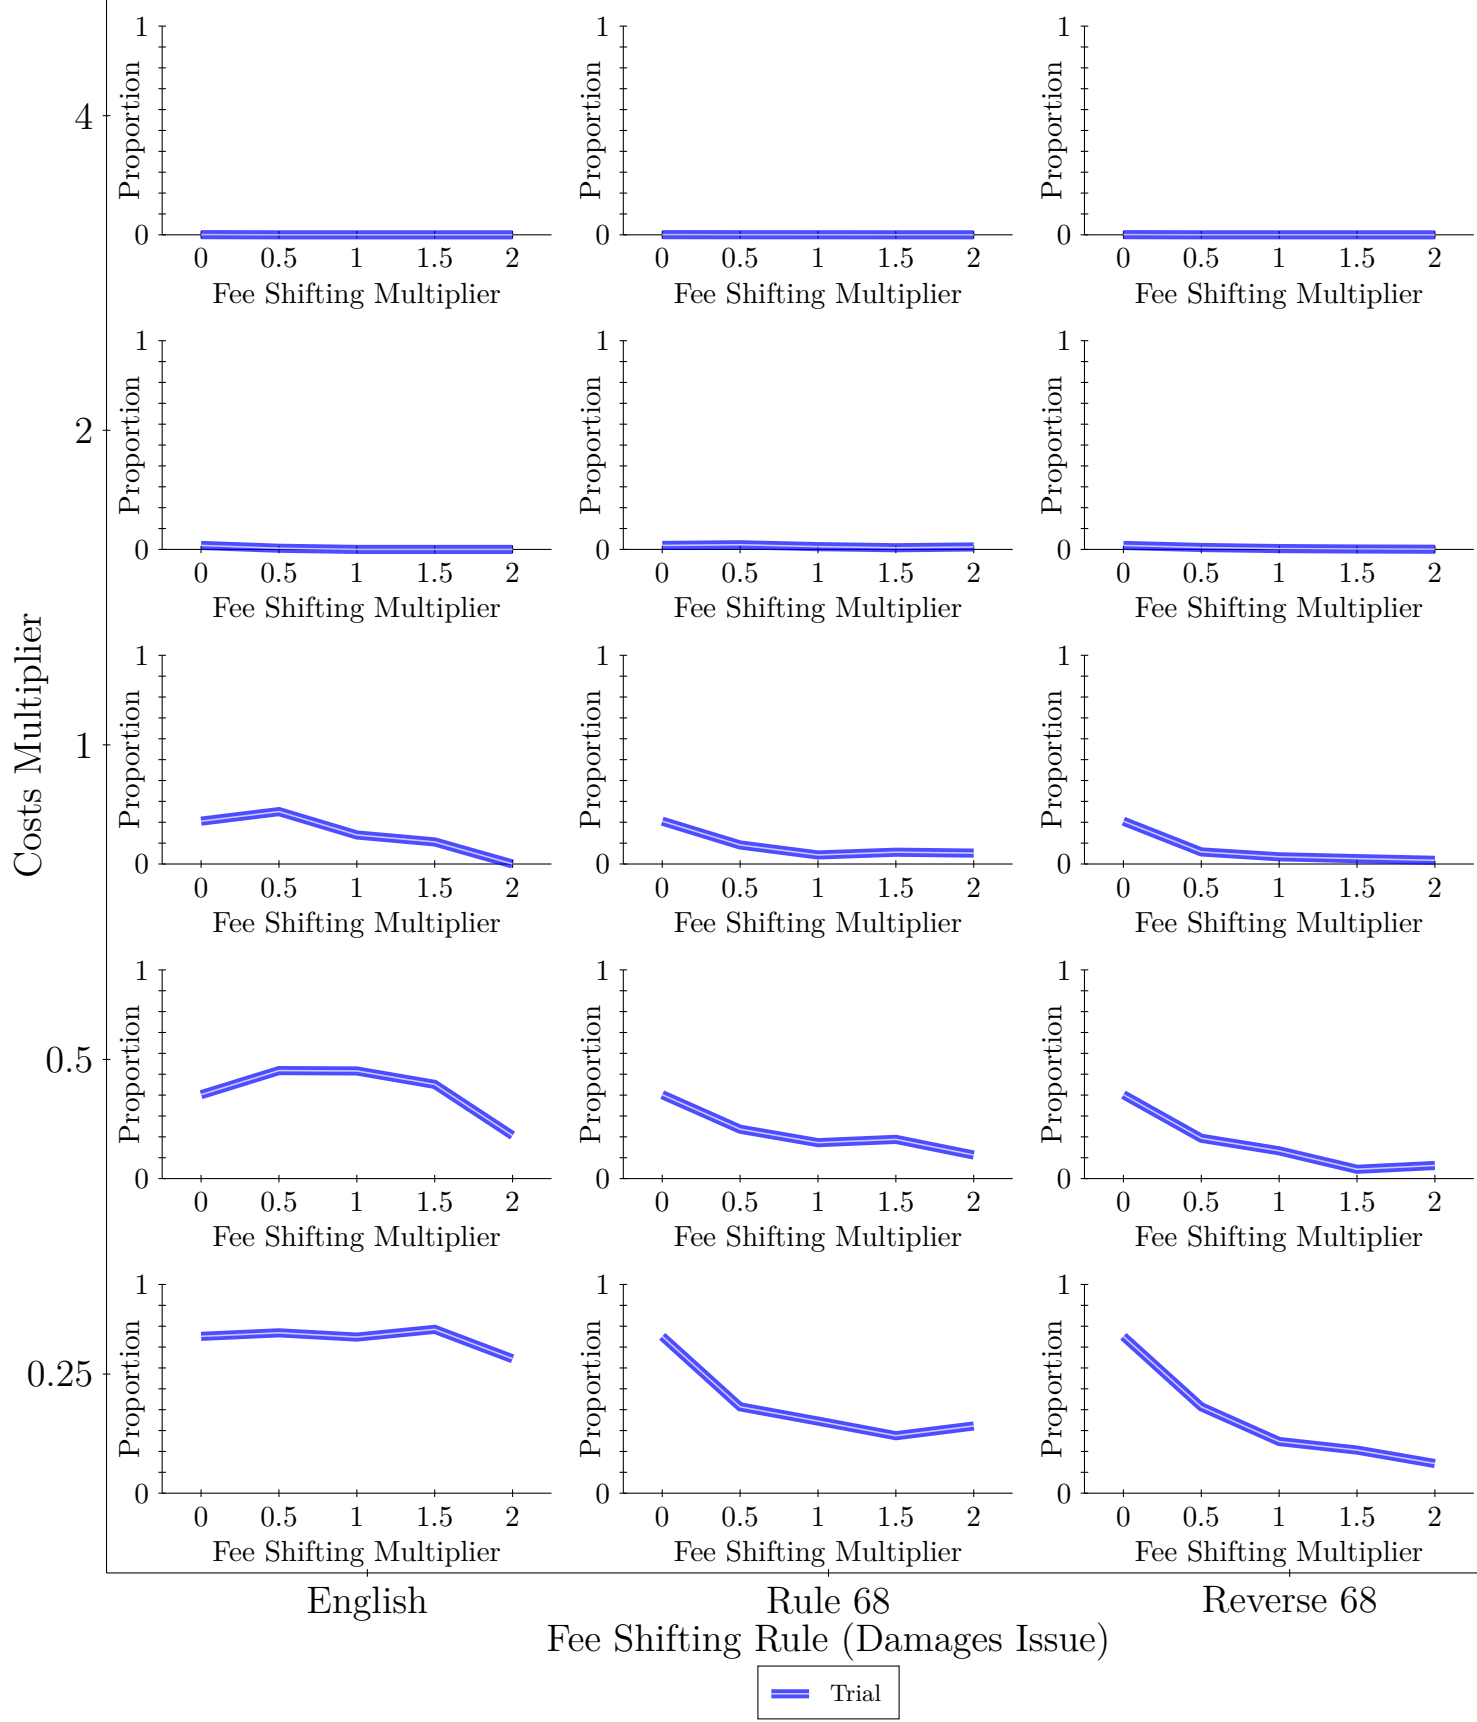 Costs Multiplier
4
1
Proportion
0
0 0.5 1 1.5 2
Fee Shifting Multiplier
1
Proportion
0
0 0.5 1 1.5 2
Fee Shifting Multiplier
1
Proportion
0
0 0.5 1 1.5 2
Fee Shifting Multiplier
2
1
Proportion
0
0 0.5 1 1.5 2
Fee Shifting Multiplier
1
Proportion
0
0 0.5 1 1.5 2
Fee Shifting Multiplier
1
Proportion
0
0 0.5 1 1.5 2
Fee Shifting Multiplier
1
1
Proportion
0
0 0.5 1 1.5 2
Fee Shifting Multiplier
1
Proportion
0
0 0.5 1 1.5 2
Fee Shifting Multiplier
1
Proportion
0
0 0.5 1 1.5 2
Fee Shifting Multiplier
0.5
1
Proportion
0
0 0.5 1 1.5 2
Fee Shifting Multiplier
1
Proportion
0
0 0.5 1 1.5 2
Fee Shifting Multiplier
1
Proportion
0
0 0.5 1 1.5 2
Fee Shifting Multiplier
0.25
1
Proportion
0
0 0.5 1 1.5 2
Fee Shifting Multiplier
1
Proportion
0
0 0.5 1 1.5 2
Fee Shifting Multiplier
1
Proportion
0
0 0.5 1 1.5 2
Fee Shifting Multiplier
English Rule 68 Reverse 68
Fee Shifting Rule (Damages Issue)
Trial